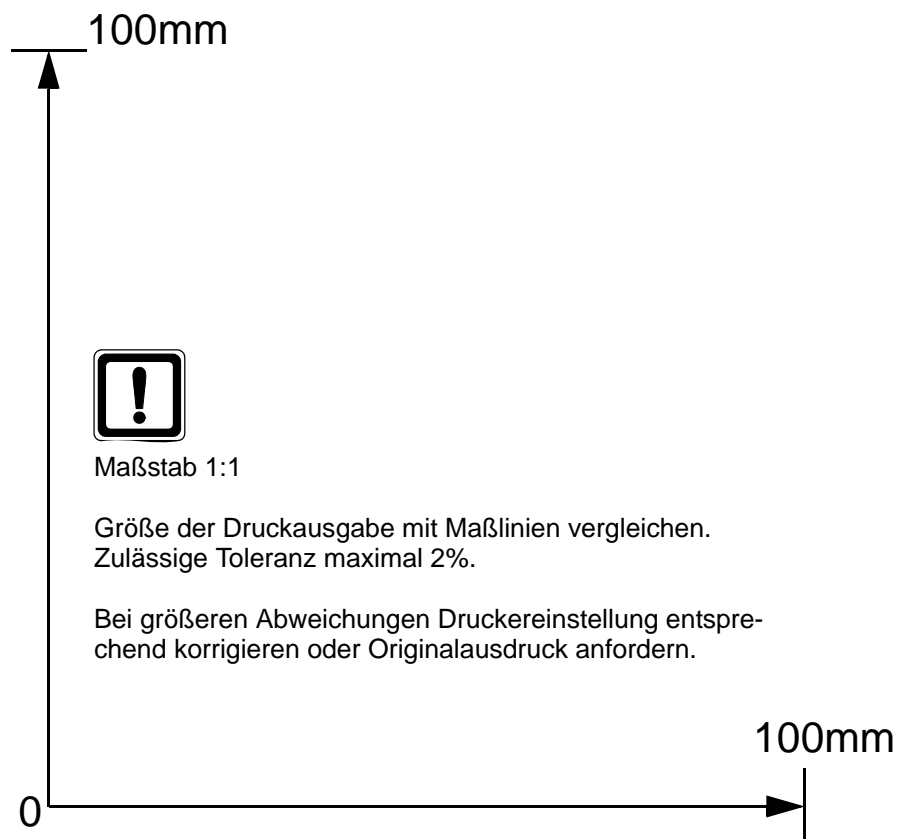 100mm
!
Maßstab 1:1
Größe der Druckausgabe mit Maßlinien vergleichen.
Zulässige Toleranz maximal 2%.
Bei größeren Abweichungen Druckereinstellung entspre-
chend korrigieren oder Originalausdruck anfordern.
100mm
0